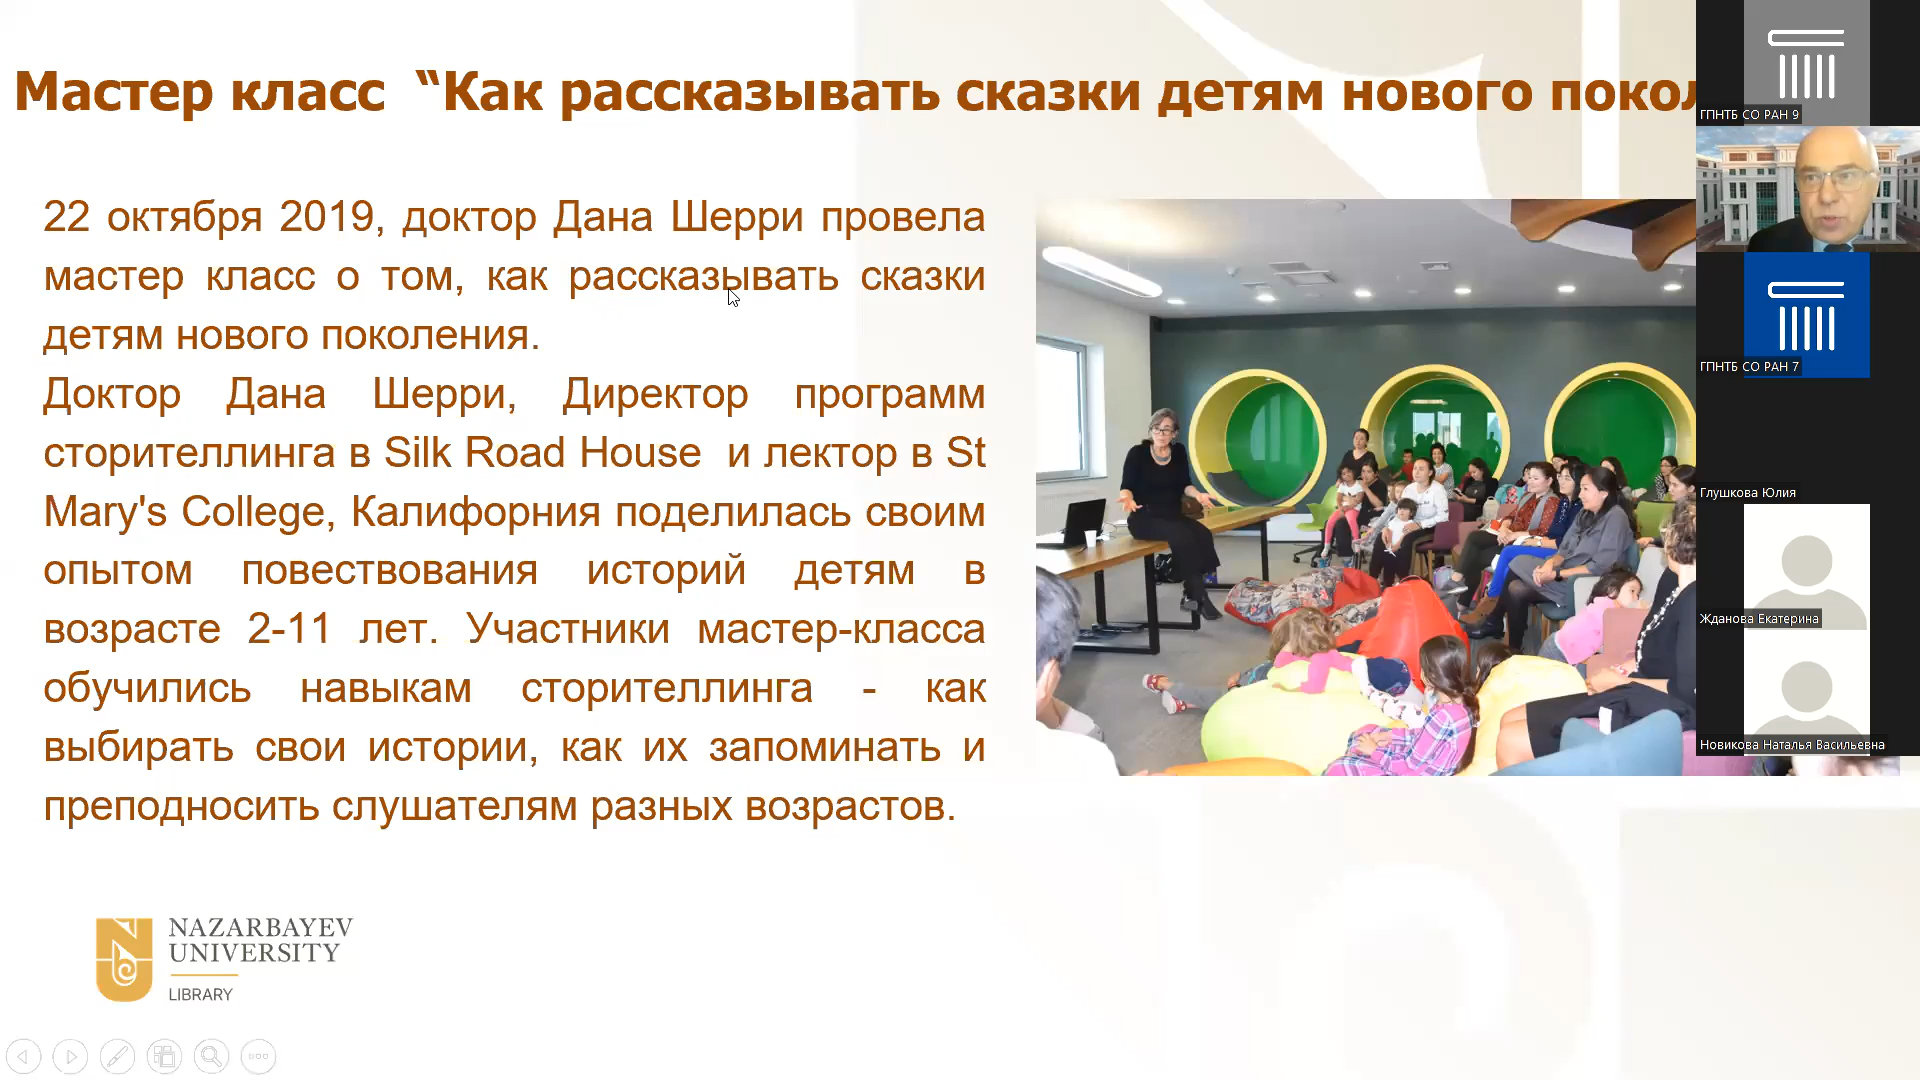 Мастер класс “Как рассказывать сказки детям нового покол
22 октября 2019, доктор Дана Шерри провела
мастер класс о том, как рассказывать сказки
детям нового поколения.
Доктор Дана Шерри, Директор программ
сторителлинга в Silk Road House и лектор в St
Mary's College, Калифорния поделилась своим
опытом повествования историй детям в
возрасте 2-11 лет. Участники мастер-класса
обучились навыкам сторителлинга - как
выбирать свои истории, как их запоминать и
преподносить слушателям разных возрастов.
NAZARBAYEV
UNIVERSITY
LIBRARY
ГПНТБ СО РАН 9
ГПНТБ СО РАН 7
Глушкова Юлия
Жданова Екатерина
Новикова Наталья Васильевна